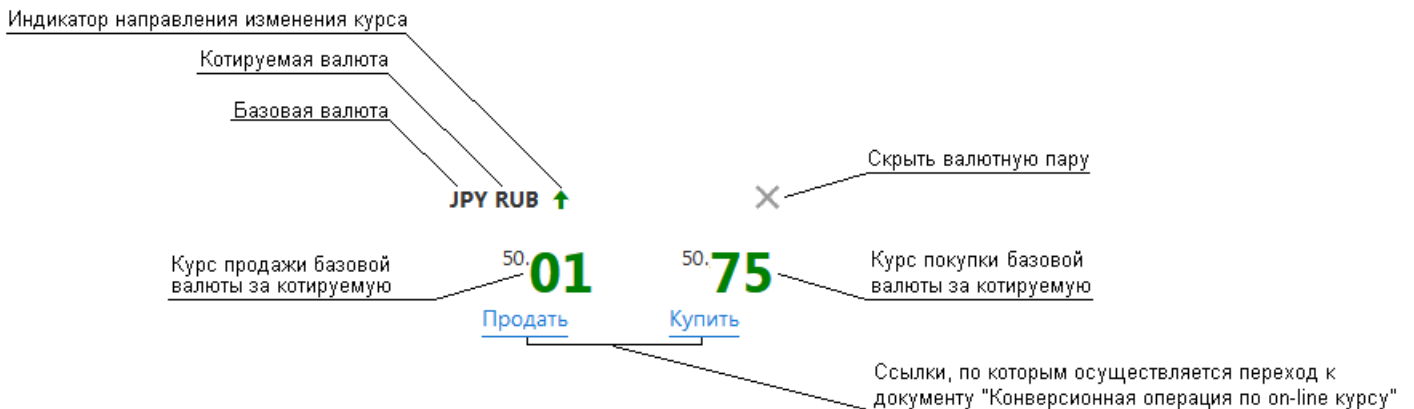 Индикатор направления изменения курса
Котируемая валюта
Базовая валюта
Скрыть валютную пару
JPY RUB
Курс продажи базовой
валюты за котируемую
50.01
50.75
Курс покупки базовой
валюты за котируемую
Продать
Купить
Ссылки, по которым осуществляется переход к
документу "Конверсионная операция по on-line курсу"